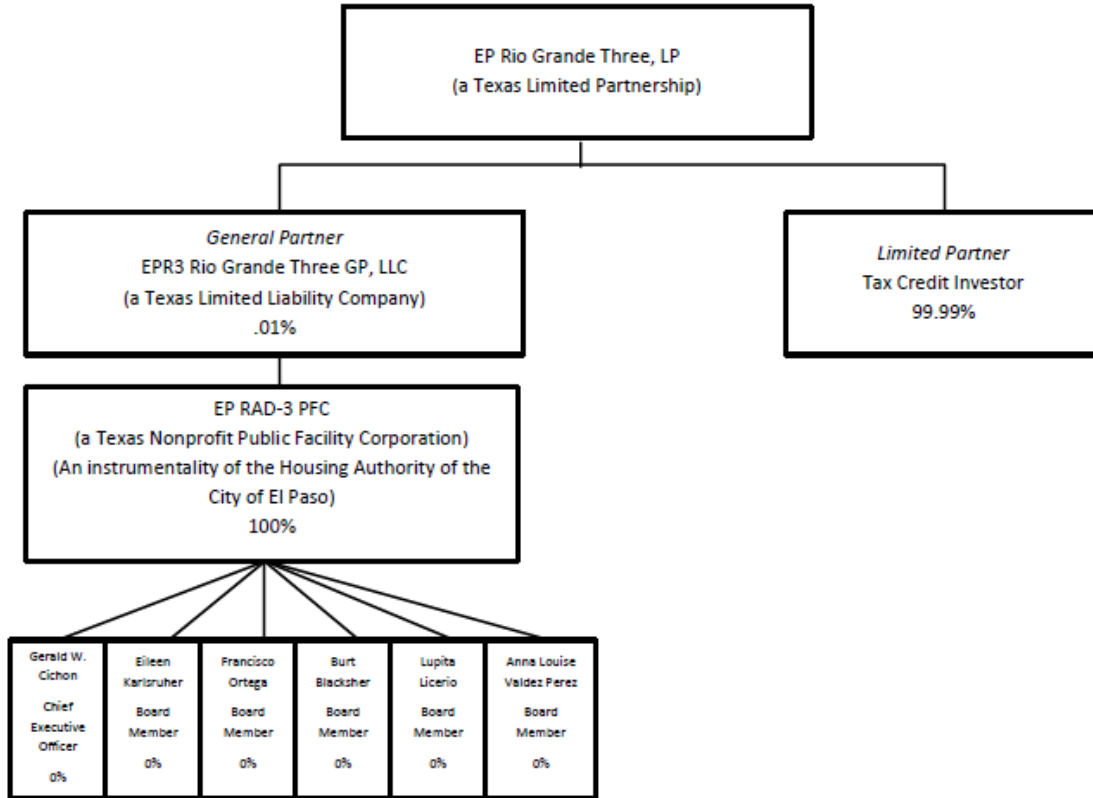 EP Rio Grande Three, LP
(a Texas Limited Partnership)
General Partner
EPR3 Rio Grande Three GP, LLC
(a Texas Limited Liability Company)
.01%
Limited Partner
Tax Credit Investor
99.99%
EP RAD-3 PFC
(a Texas Nonprofit Public Facility Corporation)
(An instrumentality of the Housing Authority of the
City of El Paso)
100%
Gerald W.
Cichon
Chief
Executive
Officer
0%
Eileen
Karlsruher
Board
Member
0%
Francisco
Ortega
Board
Member
0%
Burt
Blacksher
Board
Member
0%
Lupita
Licerio
Board
Member
0%
Anna Louise
Valdez Perez
Board
Member
0%